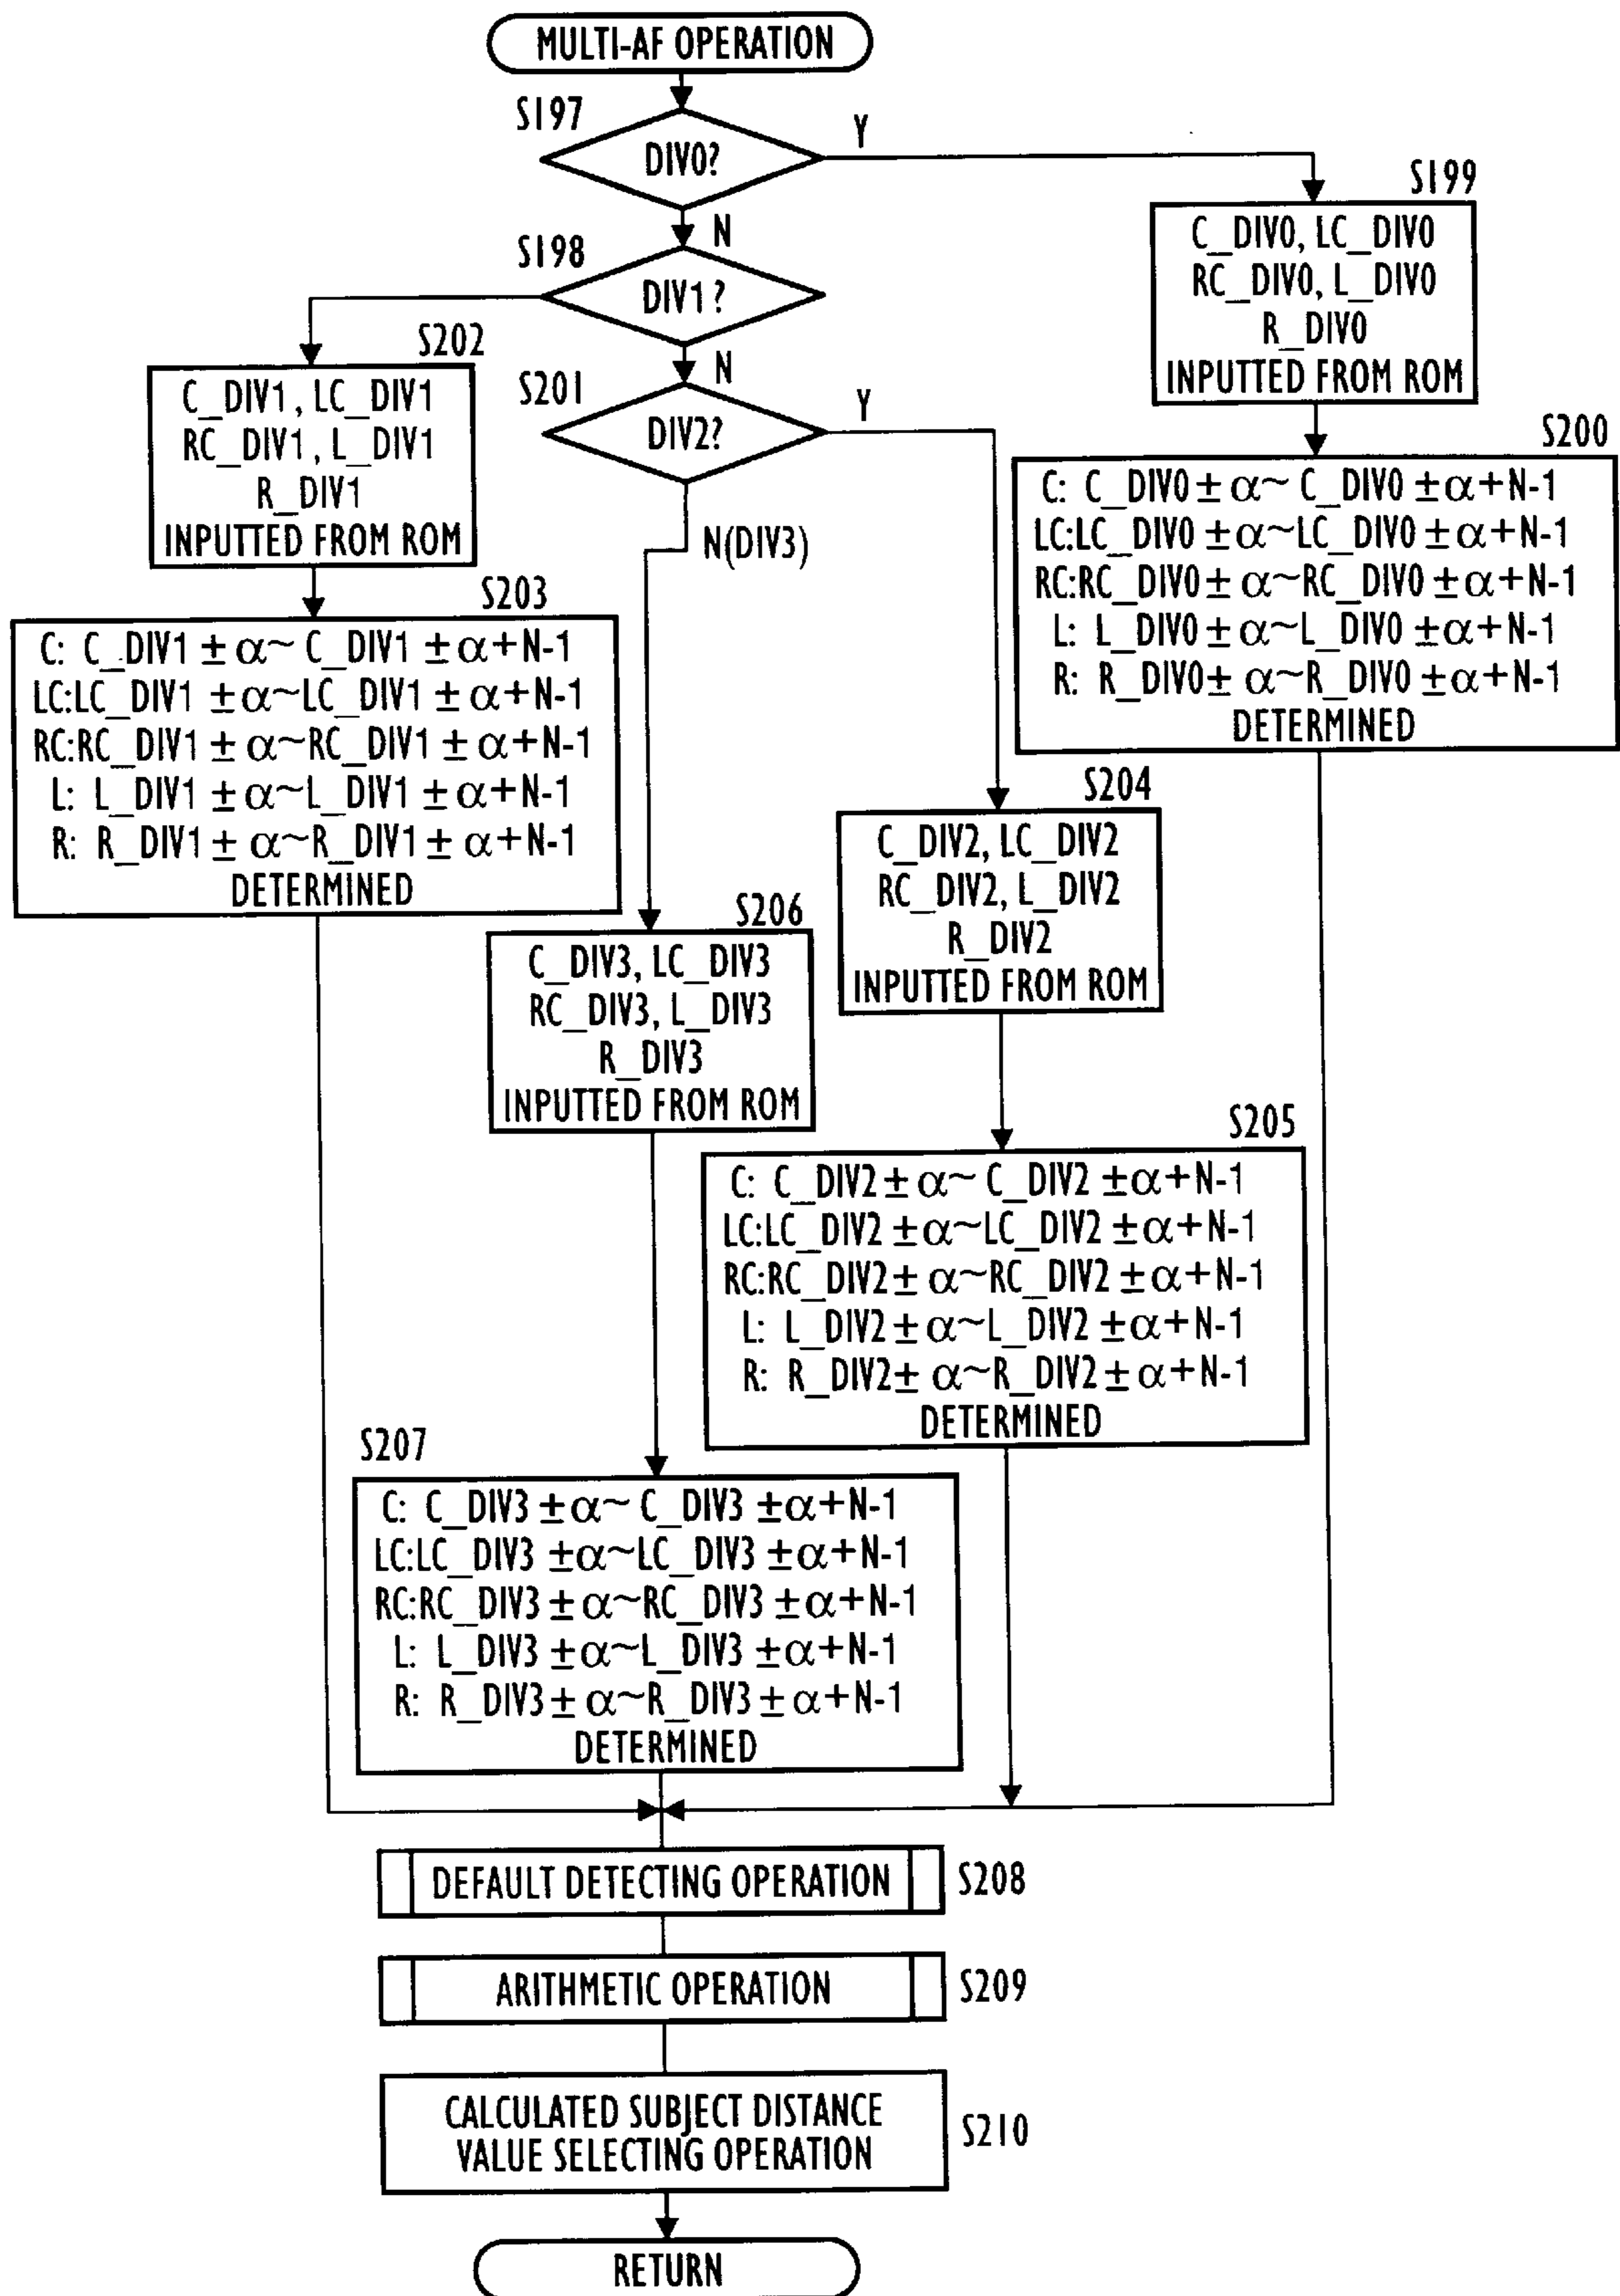 MULTI-AF OPERATION
S197
DIV0?
Y
N
S198
DIV1?
N
S199
C_DIV0, LC_DIV0
RC_DIV0, L_DIV0
R_DIV0
INPUTTED FROM ROM
S200
C: C_DIV0±α~ C_DIV0±α+N-1
LC:LC_DIV0±α~LC_DIV0±α+N-1
RC:RC_DIV0±α~RC_DIV0±α+N-1
L: L_DIV0±α~L_DIV0±α+N-1
R: R_DIV0±α~R_DIV0±α+N-1
DETERMINED
S202
C_DIV1, LC_DIV1
RC_DIV1, L_DIV1
R_DIV1
INPUTTED FROM ROM
S203
C: C_DIV1±α~ C_DIV1±α+N-1
LC:LC_DIV1±α~LC_DIV1±α+N-1
RC:RC_DIV1±α~RC_DIV1±α+N-1
L: L_DIV1±α~L_DIV1±α+N-1
R: R_DIV1±α~R_DIV1±α+N-1
DETERMINED
S201
DIV2?
Y
N(DIV3)
S204
C_DIV2, LC_DIV2
RC_DIV2, L_DIV2
R_DIV2
INPUTTED FROM ROM
S205
C: C_DIV2±α~ C_DIV2±α+N-1
LC:LC_DIV2±α~LC_DIV2±α+N-1
RC:RC_DIV2±α~RC_DIV2±α+N-1
L: L_DIV2±α~L_DIV2±α+N-1
R: R_DIV2±α~R_DIV2±α+N-1
DETERMINED
S206
C_DIV3, LC_DIV3
RC_DIV3, L_DIV3
R_DIV3
INPUTTED FROM ROM
S207
C: C_DIV3±α~ C_DIV3±α+N-1
LC:LC_DIV3±α~LC_DIV3±α+N-1
RC:RC_DIV3±α~RC_DIV3±α+N-1
L: L_DIV3±α~L_DIV3±α+N-1
R: R_DIV3±α~R_DIV3±α+N-1
DETERMINED
DEFAULT DETECTING OPERATION
S208
ARITHMETIC OPERATION
S209
CALCULATED SUBJECT DISTANCE
VALUE SELECTING OPERATION
S210
RETURN